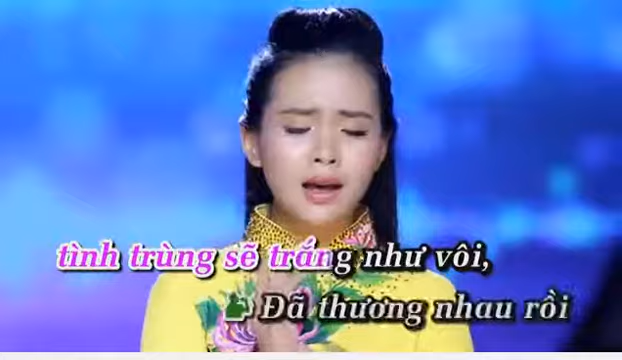 tình trùng sẽ trắng như vôi,
Đã thương nhau rồi